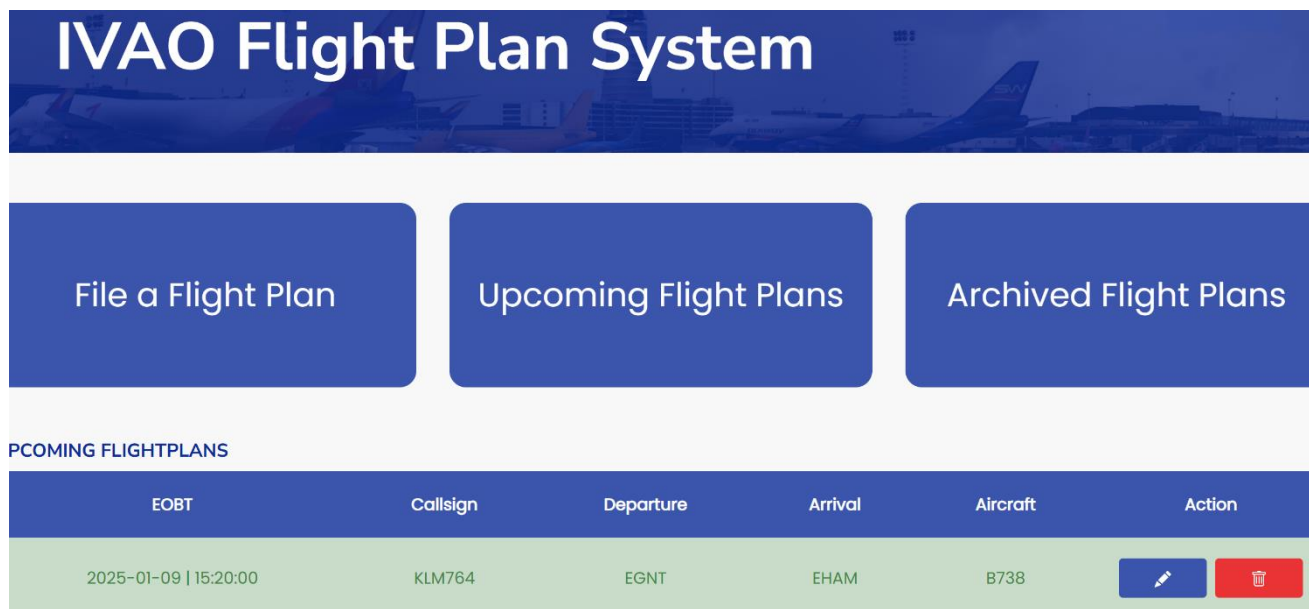 IVAO Flight Plan System
File a Flight Plan
Upcoming Flight Plans
Archived Flight Plans
PCOMING FLIGHTPLANS
EOBT Callsign Departure Arrival Aircraft Action
2025-01-09 | 15:20:00 KLM764 EGNT EHAM B738